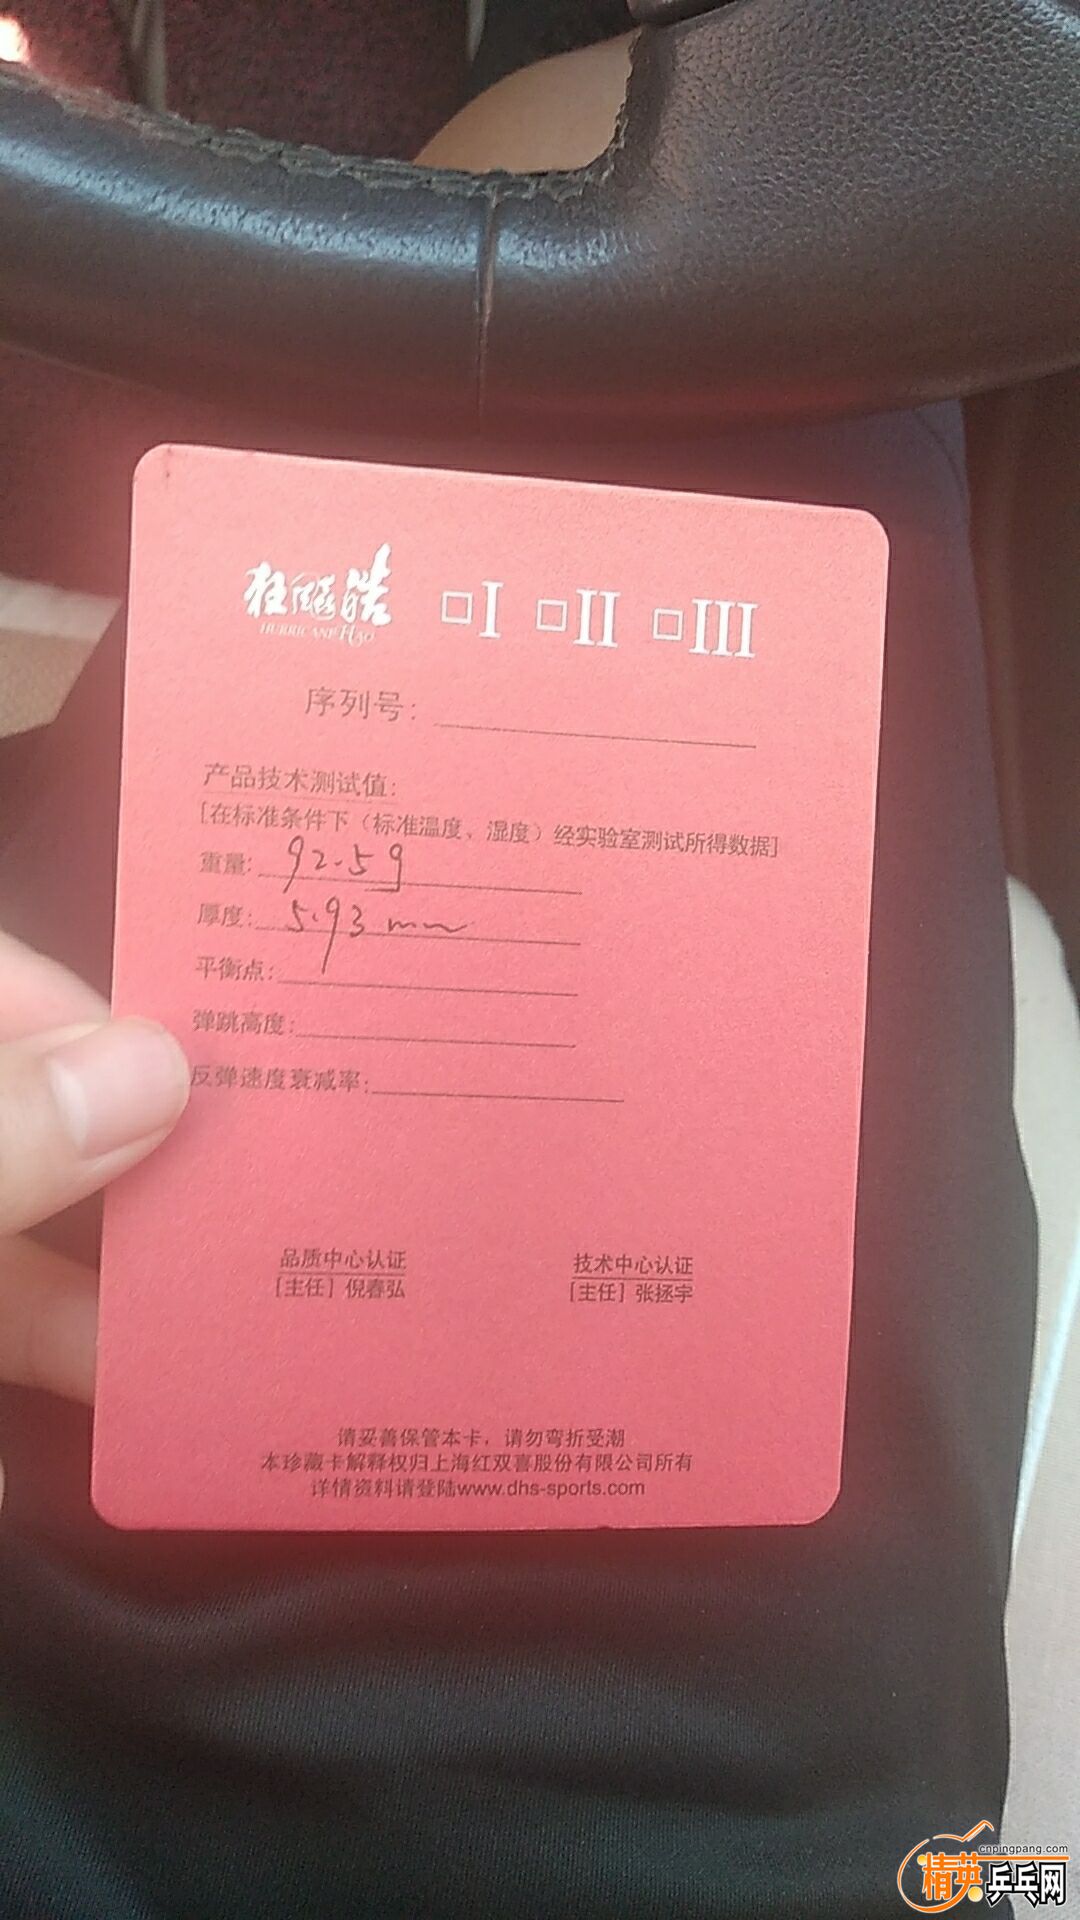 狂飚皓 □I □II □III
HURRICANE HAO
序列号:
产品技术测试值:
[在标准条件下（标准温度、湿度）经实验室测试所得数据]
重量: 92.5g
厚度: 5.93mm
平衡点:
弹跳高度:
反弹速度衰减率:
品质中心认证 技术中心认证
[主任] 倪春弘 [主任] 张拯宇
请妥善保管本卡，请勿弯折受潮
本珍藏卡解释权归上海红双喜股份有限公司所有
详情资料请登陆www.dhs-sports.com
cnpingpang.com
精英乒乓网